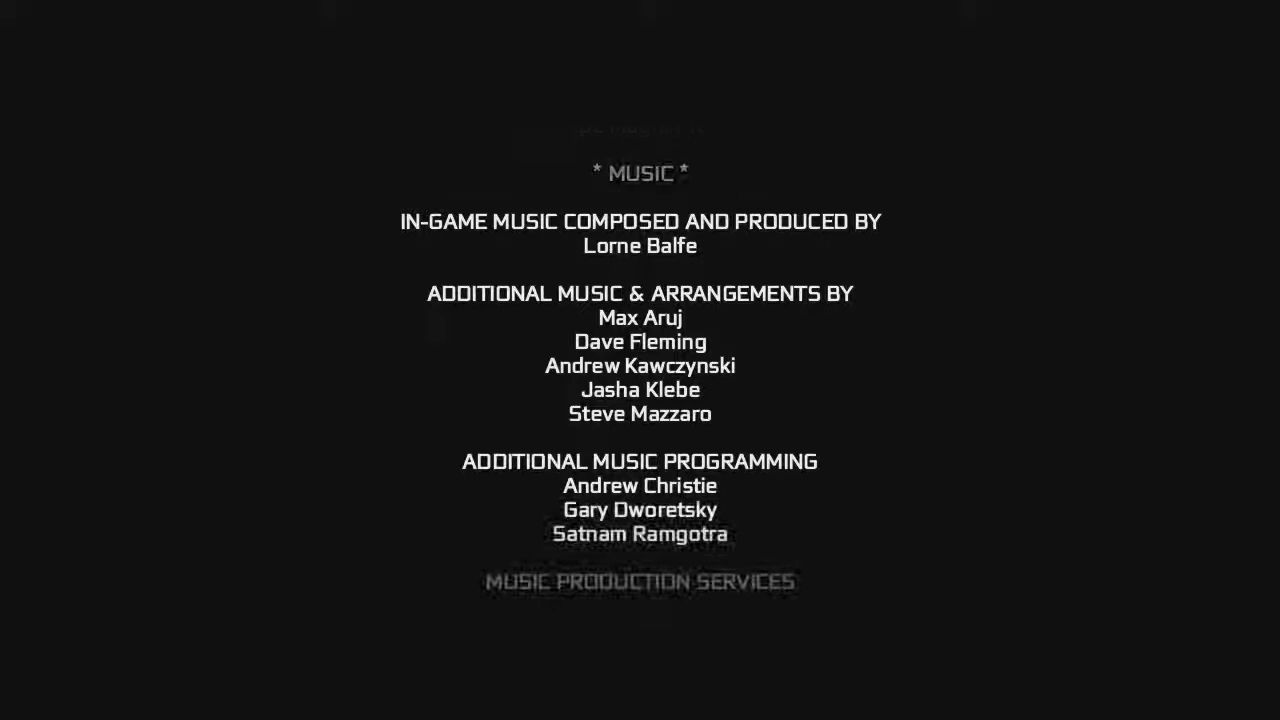 * MUSIC *
IN-GAME MUSIC COMPOSED AND PRODUCED BY
Lorne Balfe
ADDITIONAL MUSIC & ARRANGEMENTS BY
Max Aruj
Dave Fleming
Andrew Kawczynski
Jasha Klebe
Steve Mazzaro
ADDITIONAL MUSIC PROGRAMMING
Andrew Christie
Gary Dworetsky
Satnam Ramgotra
MUSIC PRODUCTION SERVICES